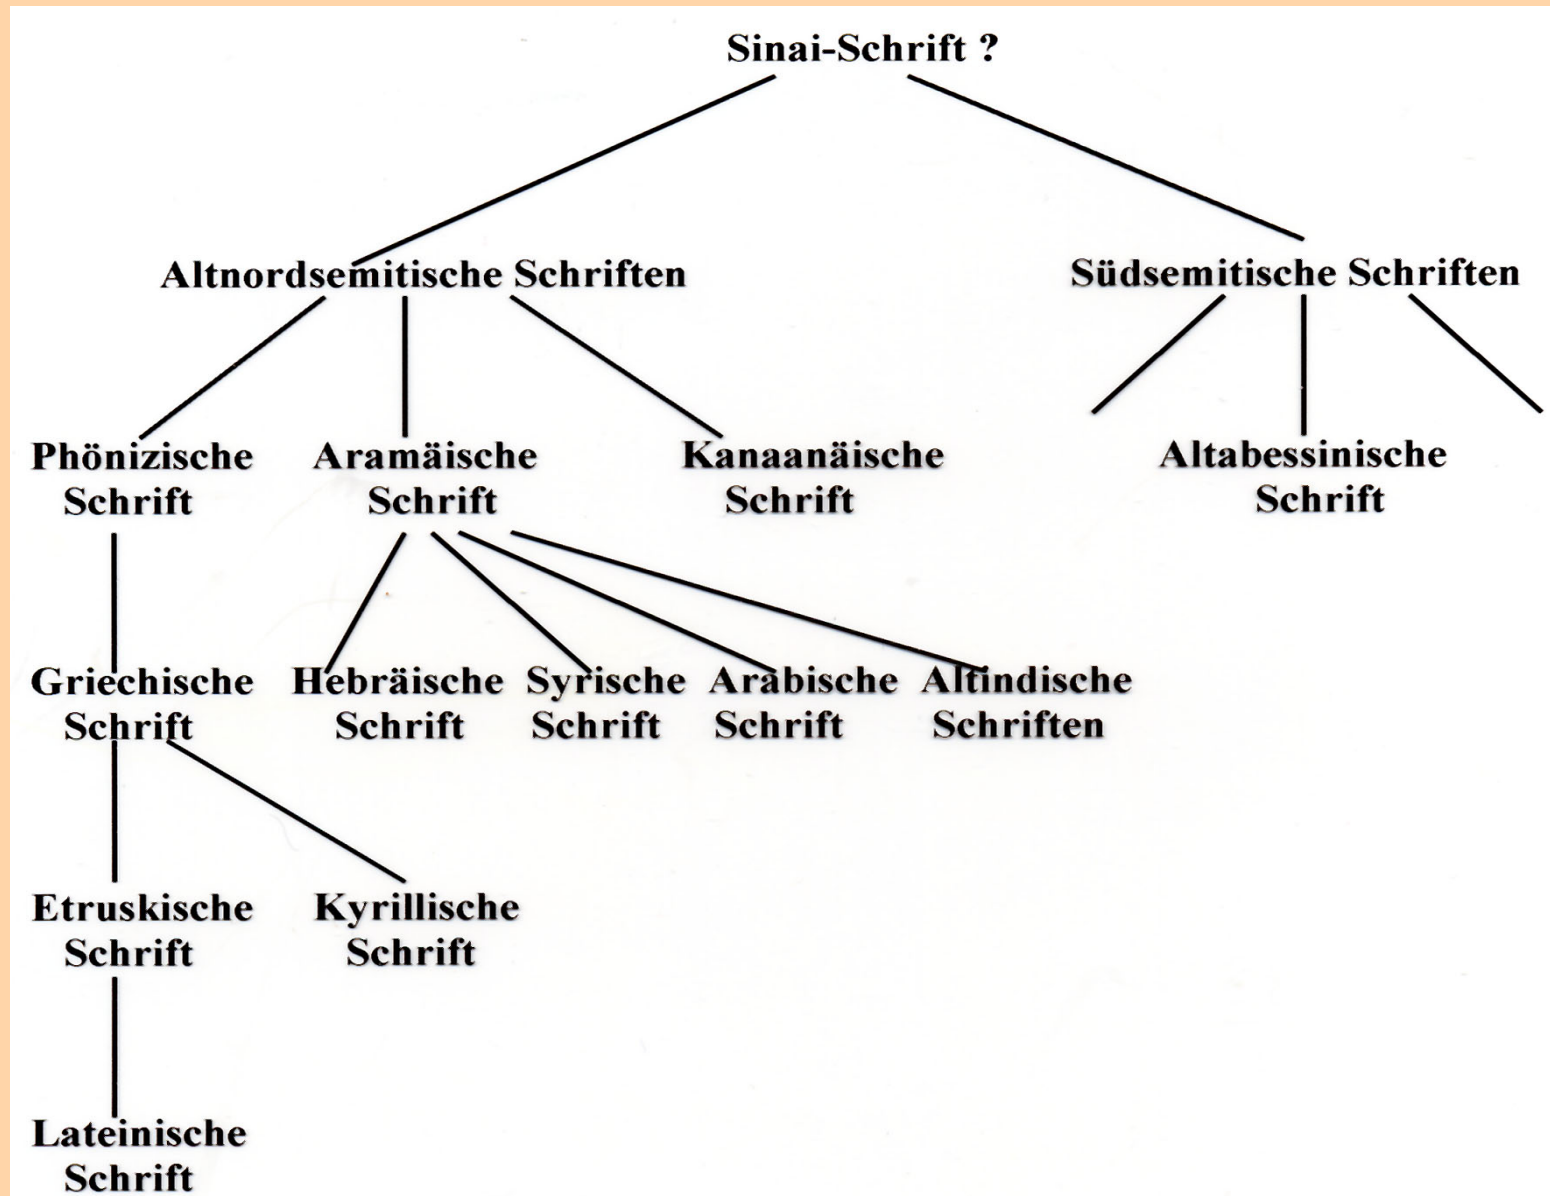 Sinai-Schrift ?
Altnordsemitische Schriften
Südsemitische Schriften
Phönizische
Schrift
Aramäische
Schrift
Kanaanäische
Schrift
Altabessinische
Schrift
Griechische
Schrift
Hebräische
Schrift
Syrische
Schrift
Arabische
Schrift
Altindische
Schriften
Etruskische
Schrift
Kyrillische
Schrift
Lateinische
Schrift